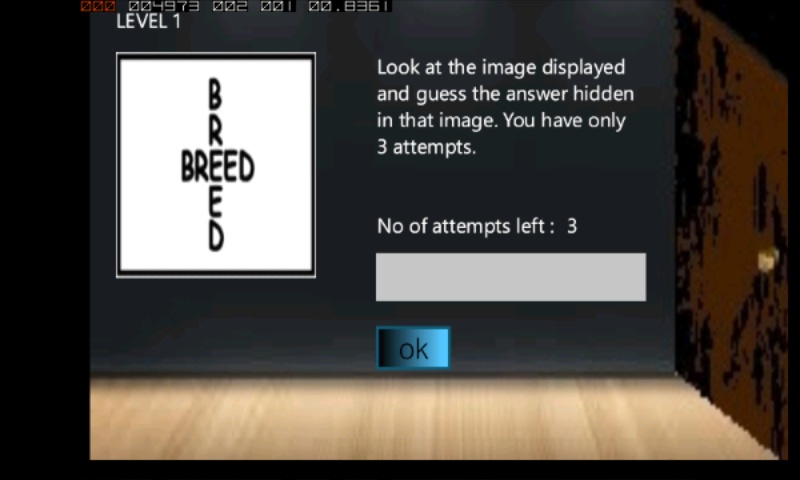 000 004973 002 001 00.8361
LEVEL 1
B
R
BREED
E
D
Look at the image displayed
and guess the answer hidden
in that image. You have only
3 attempts.
No of attempts left : 3
ok